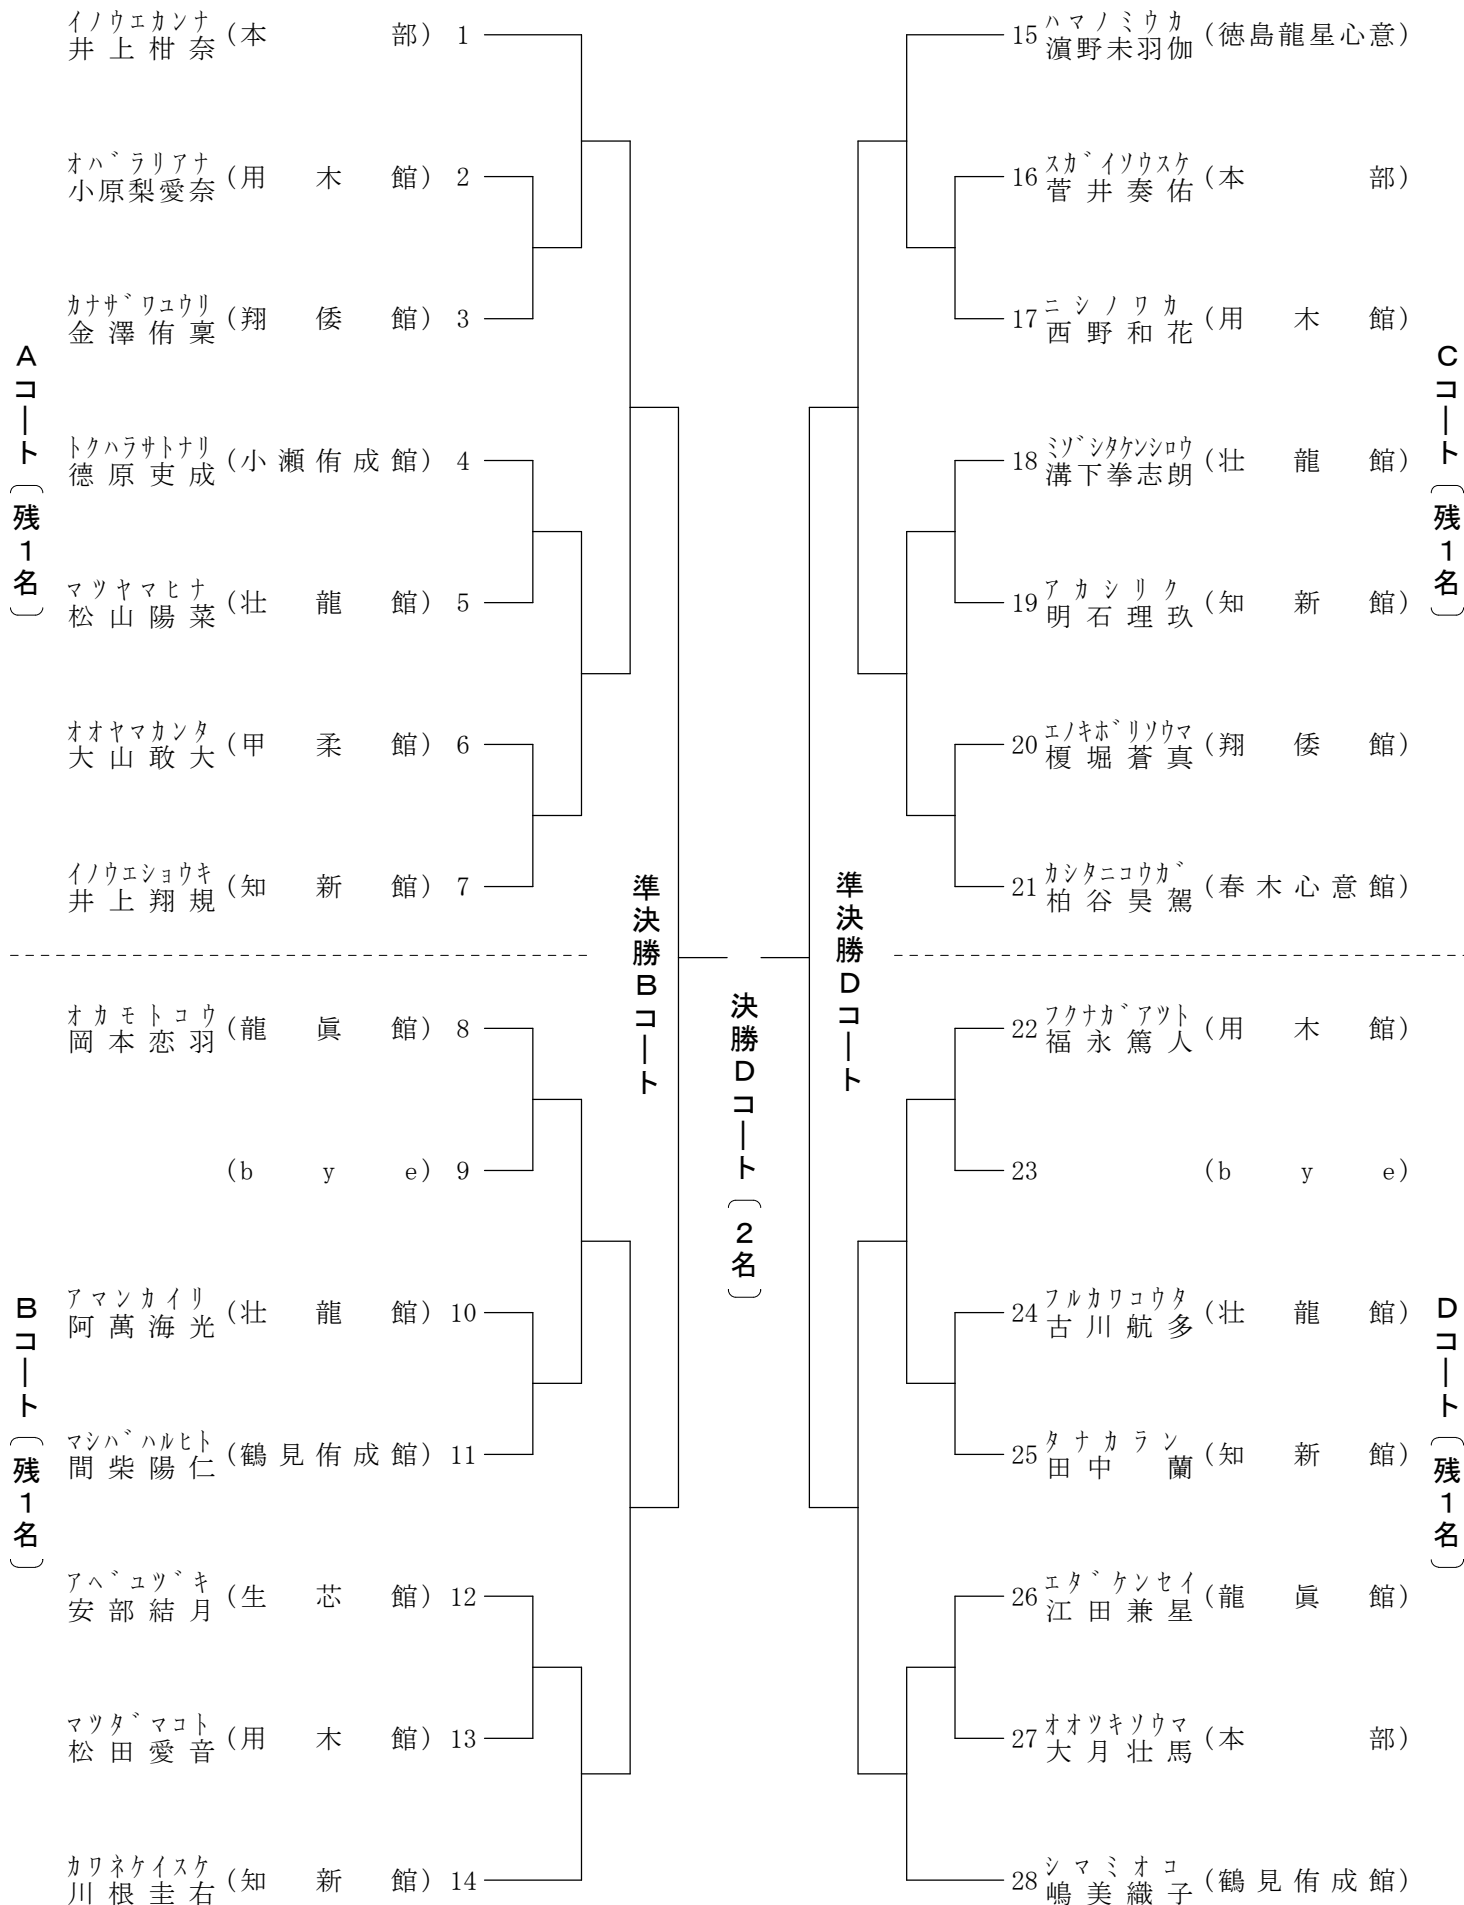 イノウエカンナ
井上柑奈 (本部) 1
オバラリアナ
小原梨愛奈 (用木館) 2
カナザワユウリ
金澤侑稟 (翔倭館) 3
トクハラサトナリ
德原吏成 (小瀬侑成館) 4
マツヤマヒナ
松山陽菜 (壮龍館) 5
オオヤマカンタ
大山敢大 (甲柔館) 6
イノウエショウキ
井上翔規 (知新館) 7
Aコート〔残1名〕
オカモトコウ
岡本恋羽 (龍眞館) 8
(bye) 9
アマンカイリ
阿萬海光 (壮龍館) 10
マシバハルヒト
間柴陽仁 (鶴見侑成館) 11
アベユヅキ
安部結月 (生芯館) 12
マツダマコト
松田愛音 (用木館) 13
カワネケイスケ
川根圭右 (知新館) 14
Bコート〔残1名〕
準決勝Bコート
決勝Dコート〔2名〕
準決勝Dコート
ハマノミウカ
15 濵野未羽伽 (徳島龍星心意)
スガイソウスケ
16 菅井奏佑 (本部)
ニシノワカ
17 西野和花 (用木館)
ミゾシタケンシロウ
18 溝下拳志朗 (壮龍館)
アカシリク
19 明石理玖 (知新館)
エノキボリソウマ
20 榎堀蒼真 (翔倭館)
カシタニコウガ
21 柏谷昊駕 (春木心意館)
Cコート〔残1名〕
フクナガアツト
22 福永篤人 (用木館)
23 (bye)
フルカワコウタ
24 古川航多 (壮龍館)
タナカラン
25 田中蘭 (知新館)
エダケンセイ
26 江田兼星 (龍眞館)
オオツキソウマ
27 大月壮馬 (本部)
シマミオコ
28 嶋美織子 (鶴見侑成館)
Dコート〔残1名〕